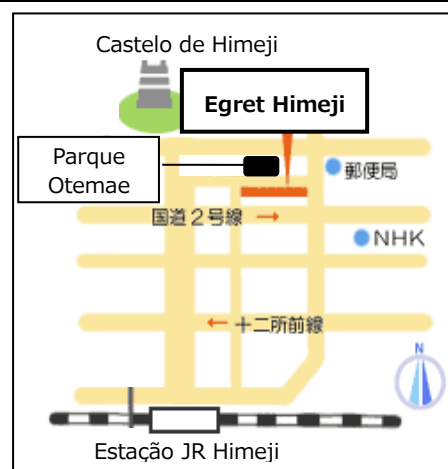 Castelo de Himeji
Egret Himeji
Parque
Otemae
郵便局
国道２号線 →
NHK
← 十二所前線
N
Estação JR Himeji